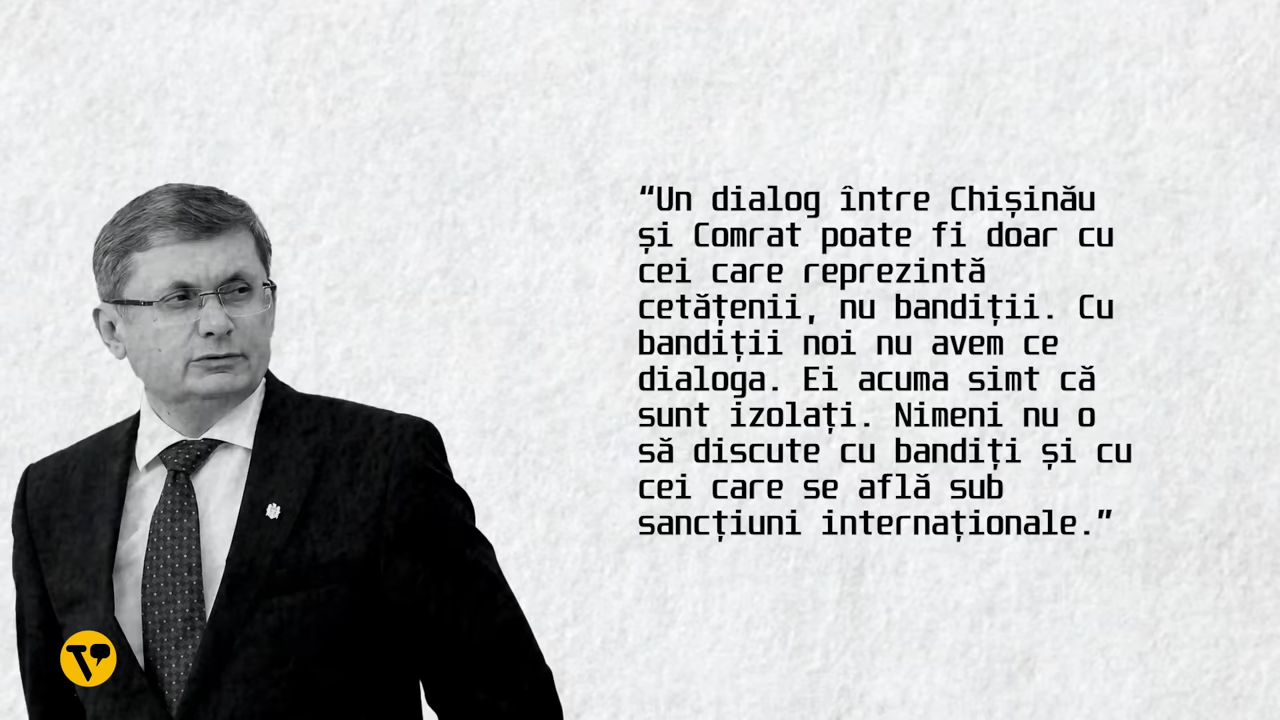 “Un dialog între Chișinău
și Comrat poate fi doar cu
cei care reprezintă
cetățenii, nu bandiții. Cu
bandiții noi nu avem ce
dialoga. Ei acuma simt că
sunt izolați. Nimeni nu o
să discute cu bandiți și cu
cei care se află sub
sancțiuni internaționale.”